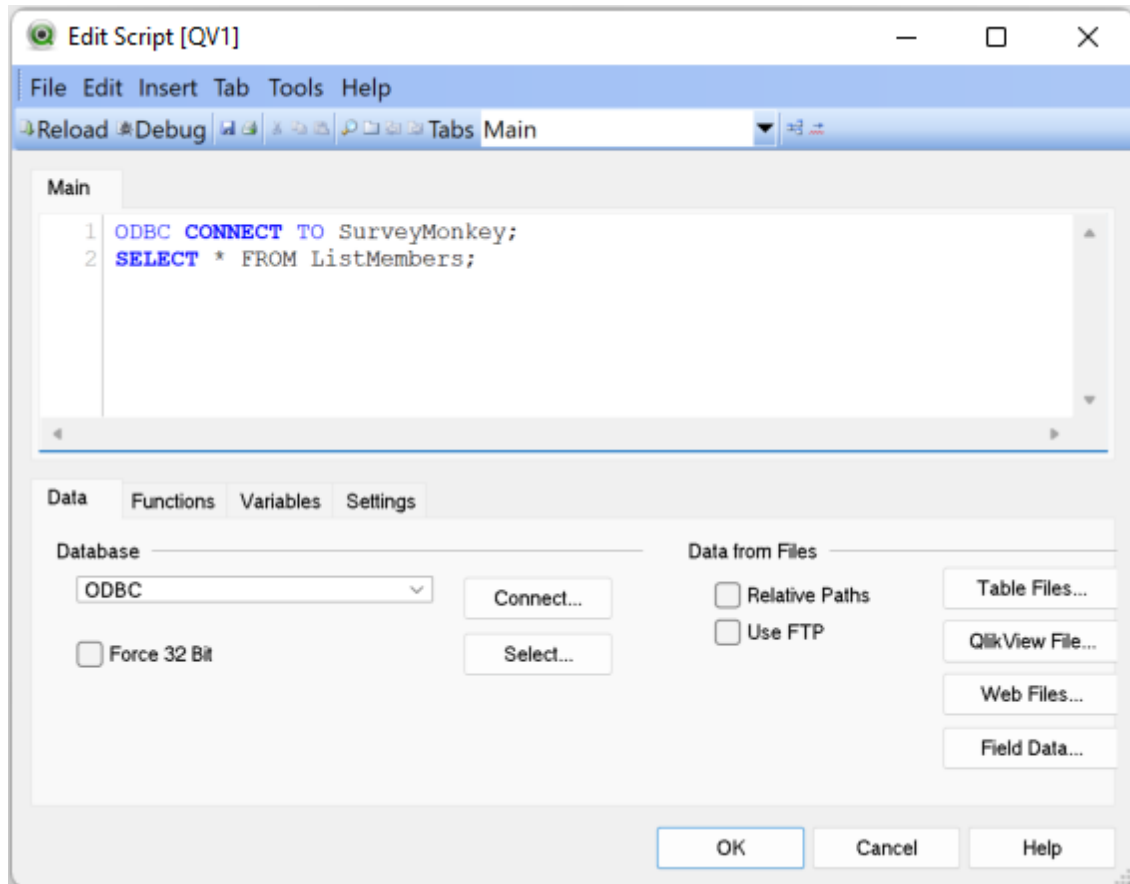 Edit Script [QV1]
File Edit Insert Tab Tools Help
Reload Debug Tabs Main
Main
1 ODBC CONNECT TO SurveyMonkey;
2 SELECT * FROM ListMembers;
Data Functions Variables Settings
Database Data from Files
ODBC Connect... Relative Paths Table Files...
Use FTP
Force 32 Bit Select... QlikView File...
Web Files...
Field Data...
OK Cancel Help